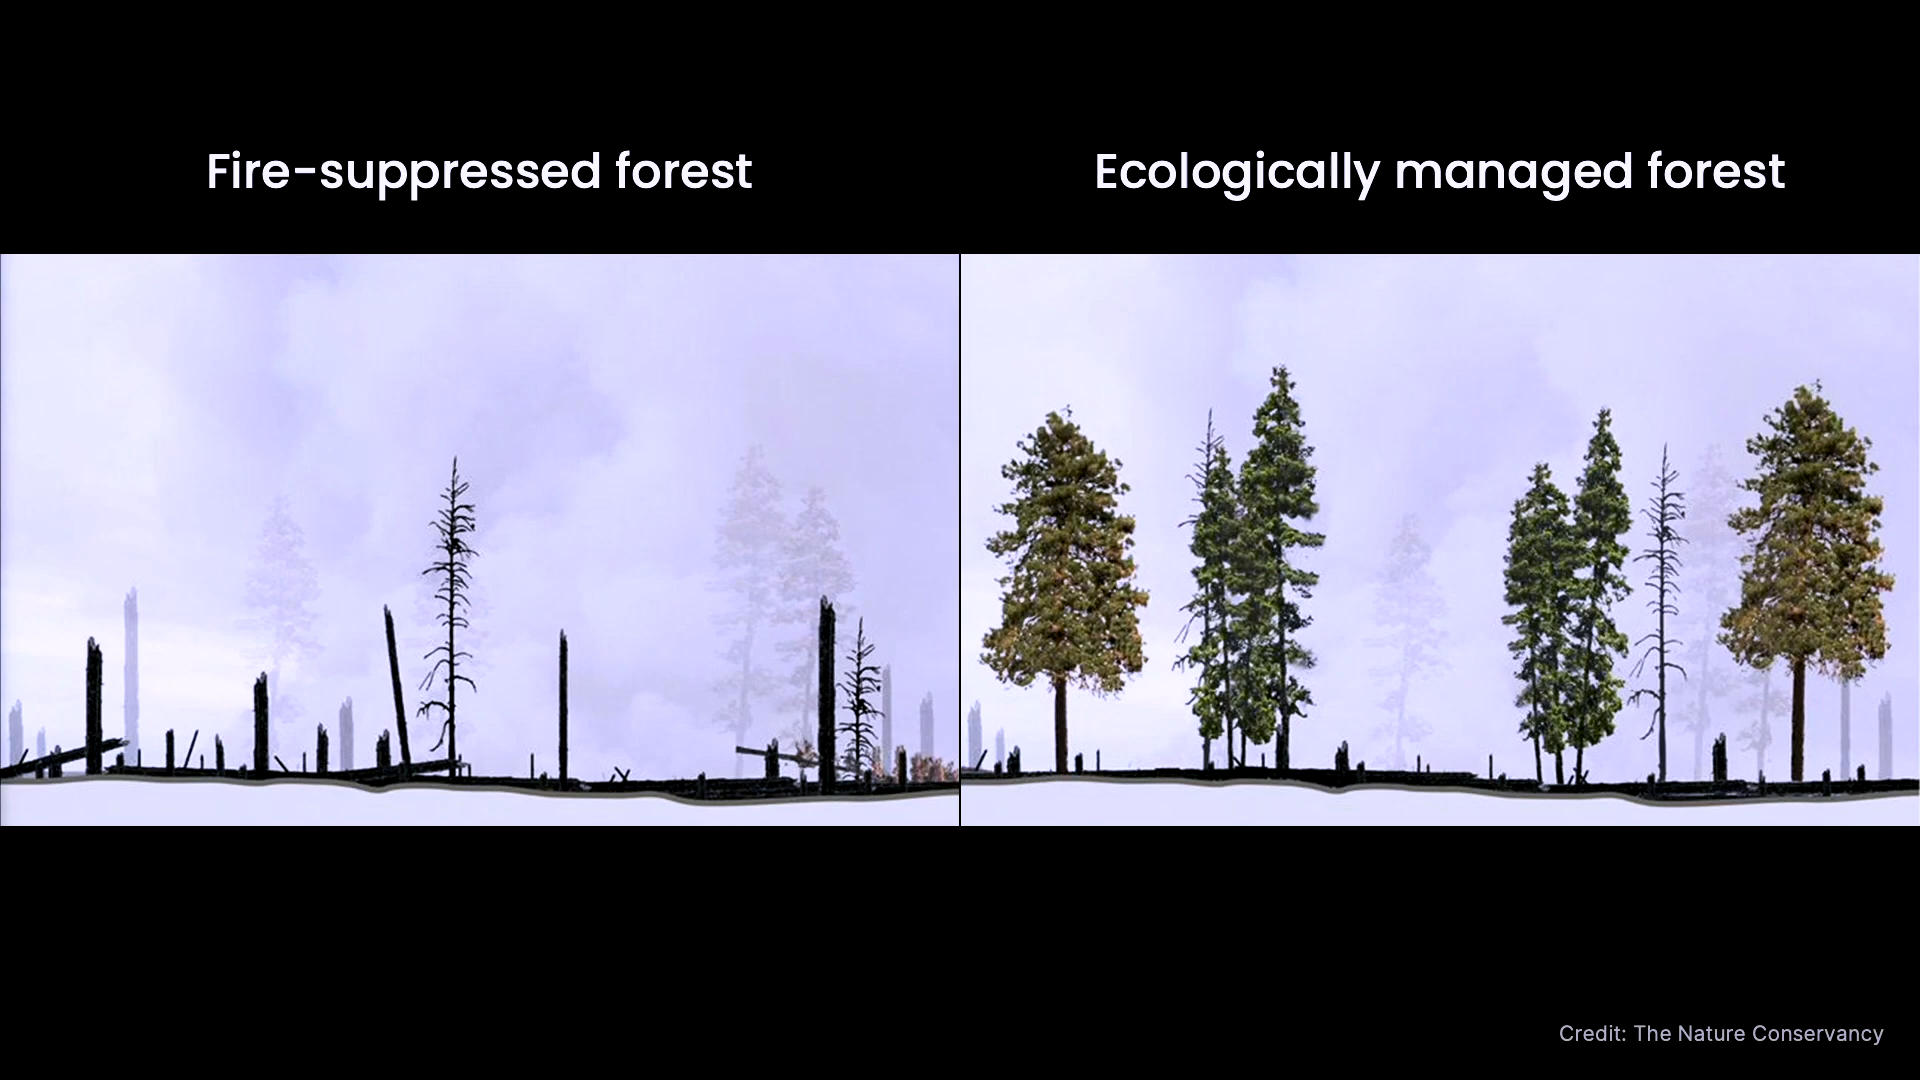 Fire-suppressed forest
Ecologically managed forest
Credit: The Nature Conservancy